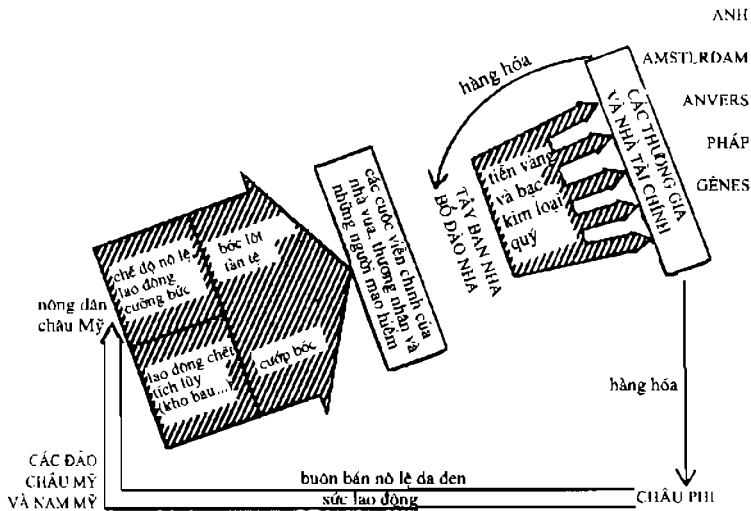 ANH
AMSTERDAM
ANVERS
PHÁP
GÊNES
CÁC THƯƠNG GIA
VÀ NHÀ TÀI CHÍNH
hàng hóa
tiền vàng
và bạc
kim loại
quý
TÂY BAN NHA
BỒ ĐÀO NHA
các cuộc viễn chinh của
nhà vua, thương nhân và
những người mao hiểm
bóc lột
tàn tệ
chế độ nô lệ
lao động
cưỡng bức
nông dân
châu Mỹ
cướp bóc
lao động chết
tích lũy
(kho bau...)
hàng hóa
CÁC ĐẢO
CHÂU MỸ
VÀ NAM MỸ
buôn bán nô lệ da đen
sức lao động
CHÂU PHI